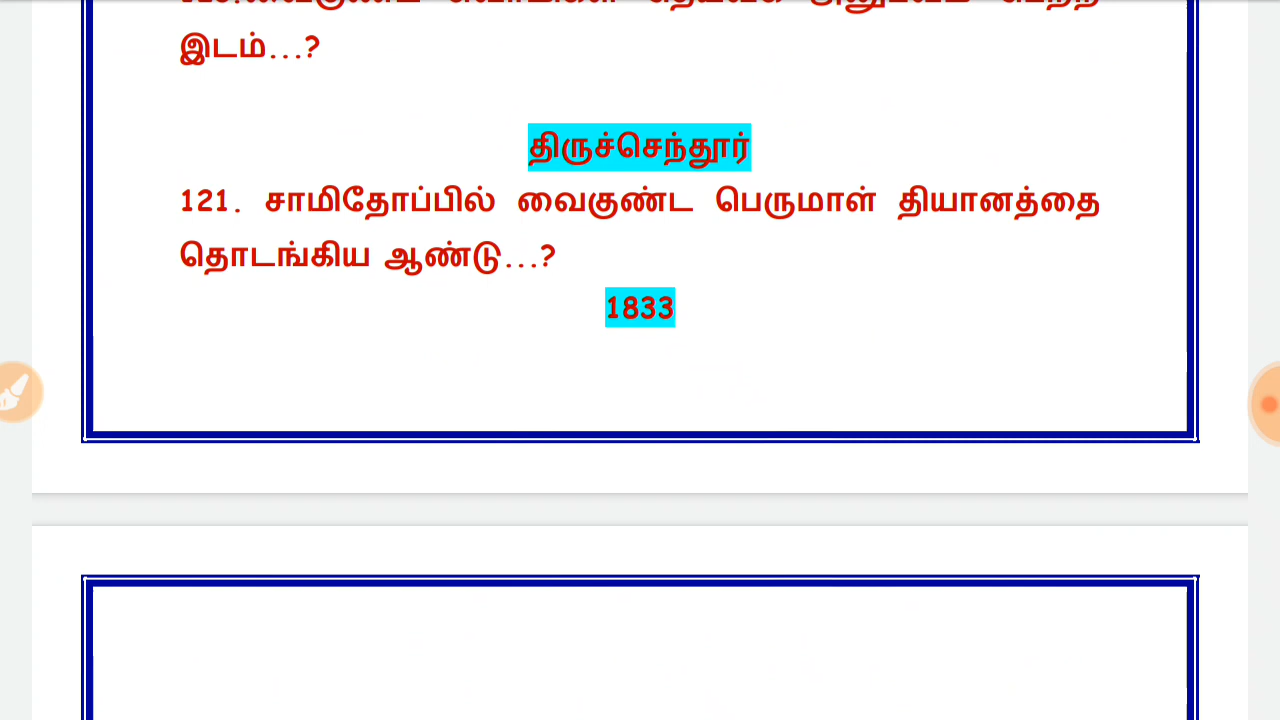 இடம்...?
திருச்செந்தூர்
121. சாமிதோப்பில் வைகுண்ட பெருமாள் தியானத்தை
தொடங்கிய ஆண்டு...?
1833